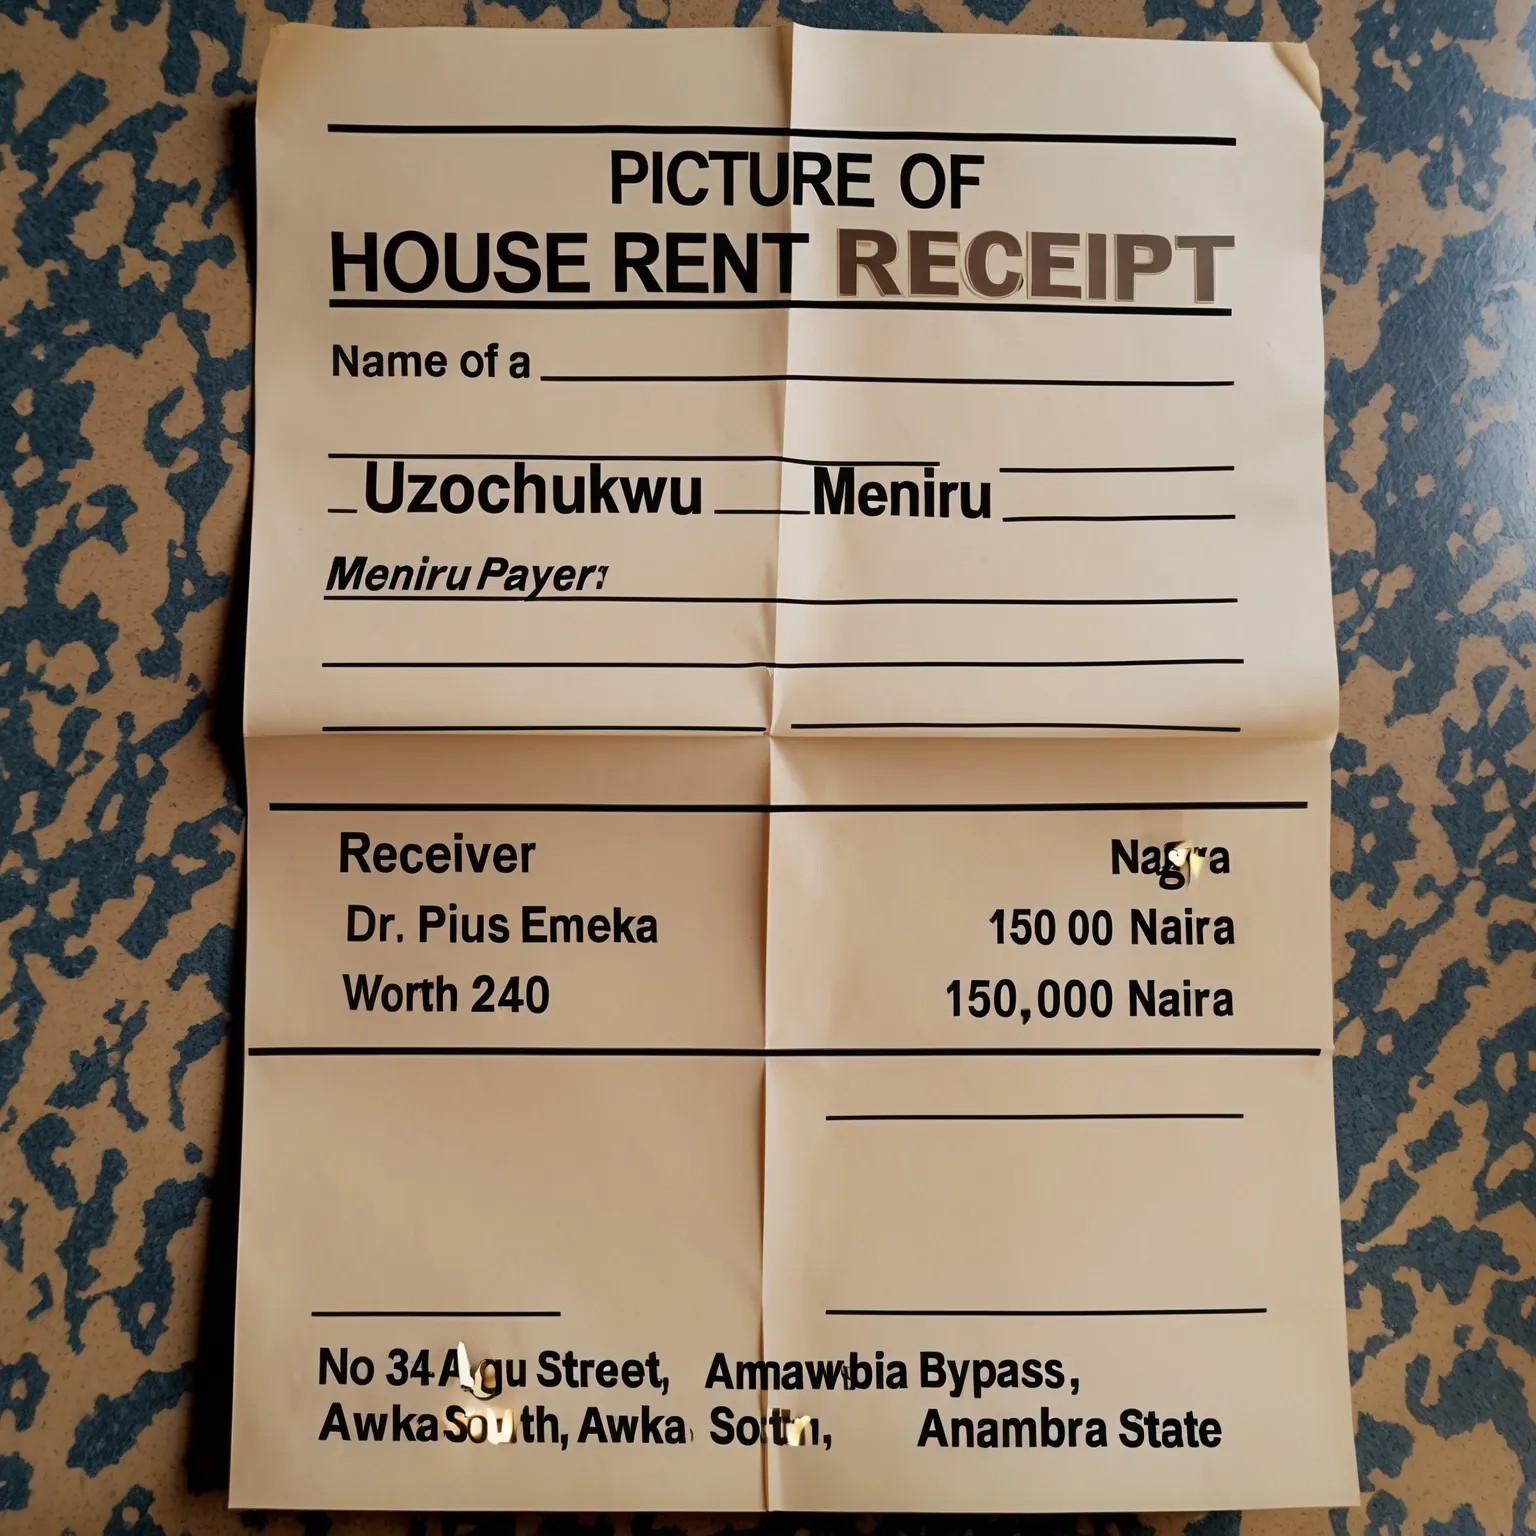 PICTURE OF
HOUSE RENT RECEIPT
Name of a
Uzochukwu Meniru
Meniru Payer
Receiver
Dr. Pius Emeka
Worth 240
150 00 Naira
150,000 Naira
No 34 Street, Bypass,
Awka Awka Anambra State